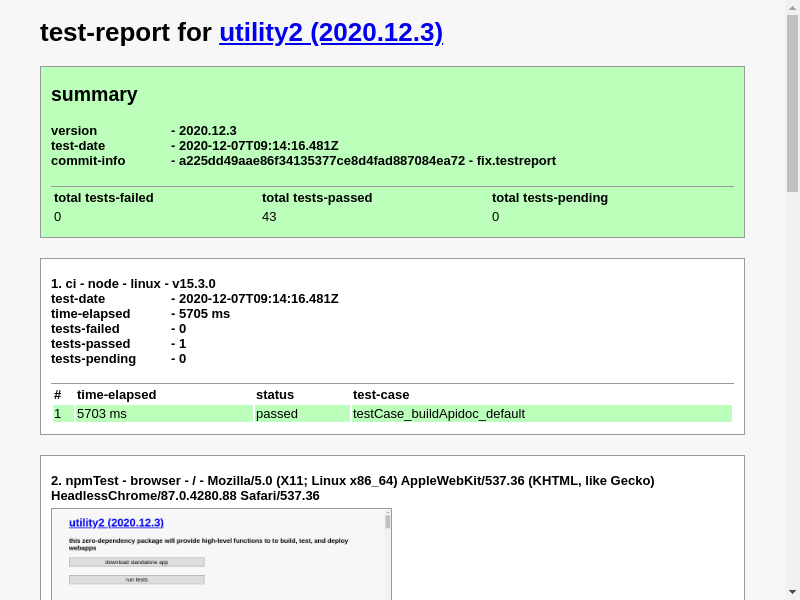 test-report for utility2 (2020.12.3)
summary
version - 2020.12.3
test-date - 2020-12-07T09:14:16.481Z
commit-info - a225dd49aae86f34135377ce8d4fad887084ea72 - fix.testreport
total tests-failed total tests-passed total tests-pending
0 43 0
1. ci - node - linux - v15.3.0
test-date - 2020-12-07T09:14:16.481Z
time-elapsed - 5705 ms
tests-failed - 0
tests-passed - 1
tests-pending - 0
# time-elapsed status test-case
1 5703 ms passed testCase_buildApidoc_default
2. npmTest - browser - / - Mozilla/5.0 (X11; Linux x86_64) AppleWebKit/537.36 (KHTML, like Gecko)
HeadlessChrome/87.0.4280.88 Safari/537.36
utility2 (2020.12.3)
this zero-dependency package will provide high-level functions to to build, test, and deploy
webapps
download standalone app
run tests